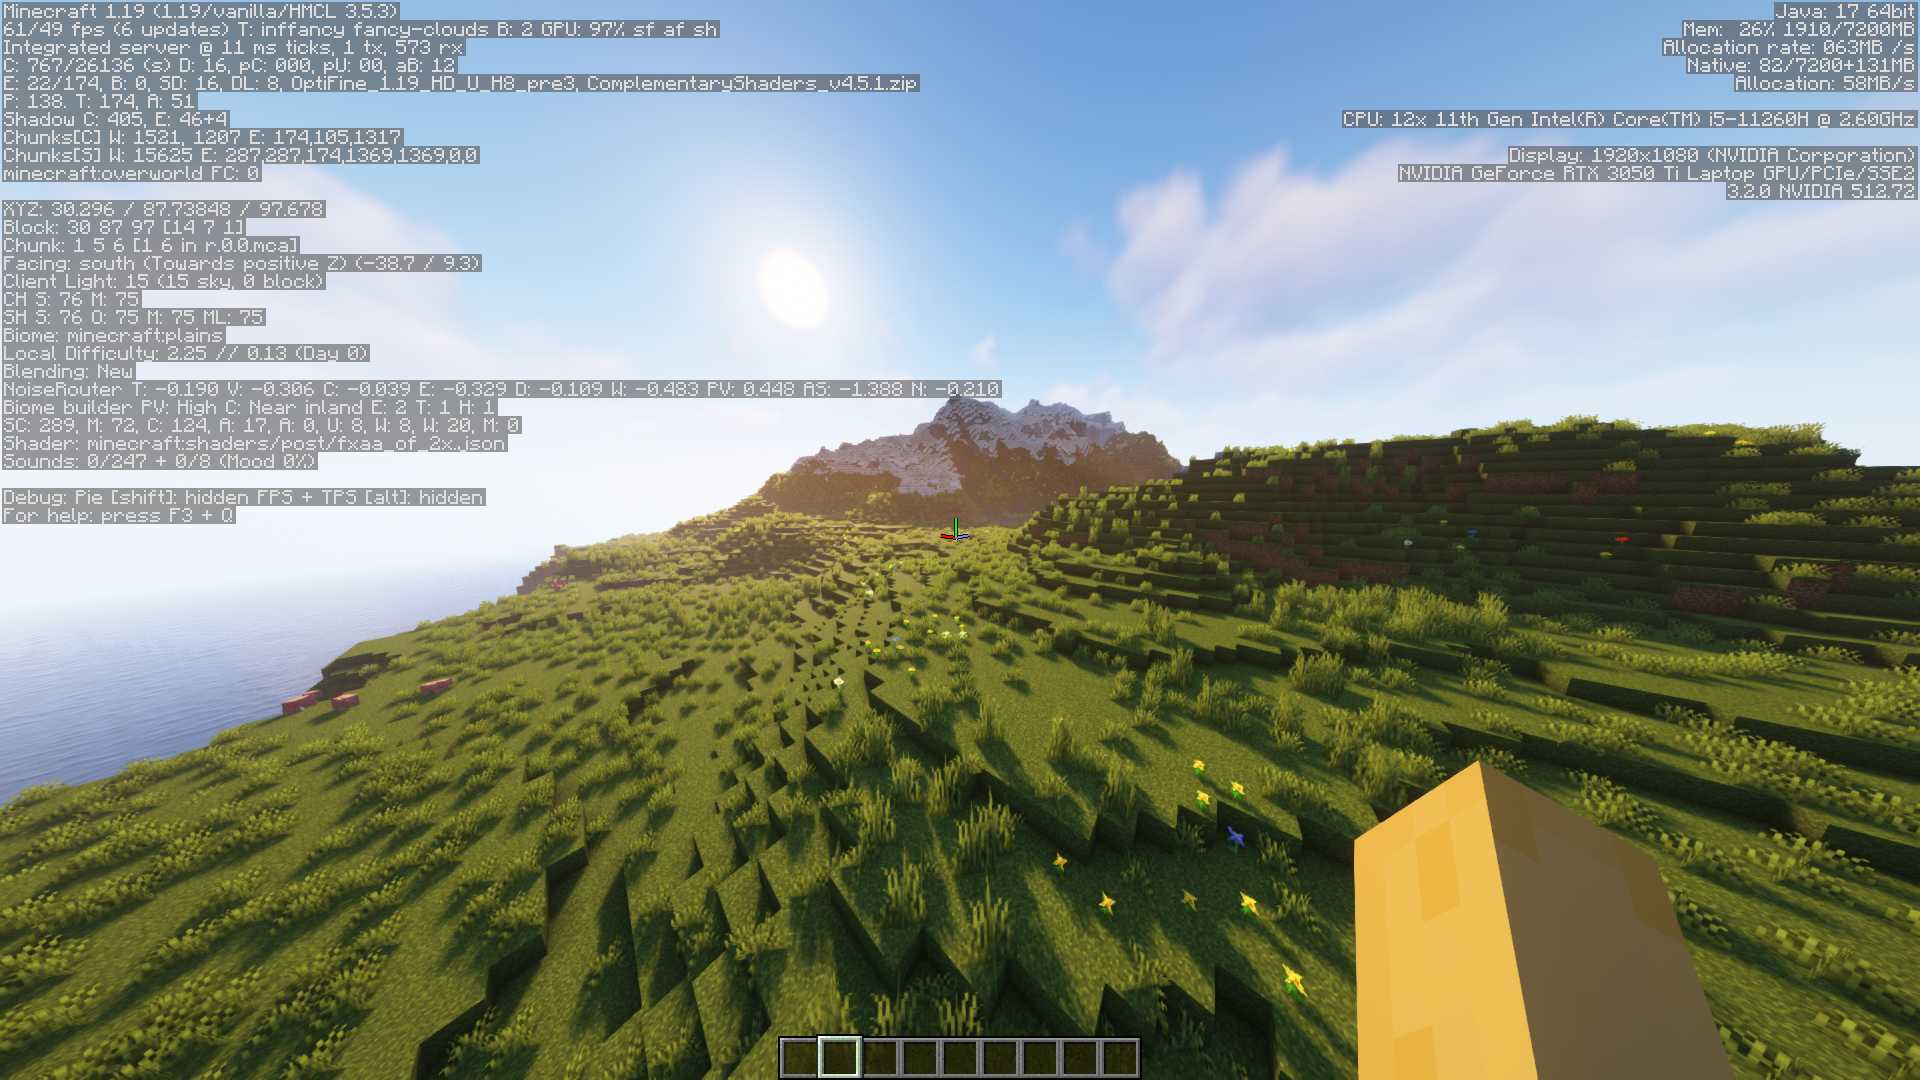 Minecraft 1.19 (1.19/vanilla/HMCL 3.5.3)
61/49 fps (6 updates) T: inffancy fancy-clouds B: 2 GPU: 97% sf af sh
Integrated server @ 11 ms ticks, 1 tx, 573 rx
C: 767/26136 (s) D: 16, pC: 000, pU: 00, aB: 12
E: 22/174, B: 0, SD: 16, DL: 8, OptiFine_1.19_HD_U_H8_pre3, ComplementaryShaders_v4.5.1.zip
P: 138. T: 174, A: 51
Shadow C: 405, E: 46+4
Chunks[C] W: 1521, 1207 E: 174,105,1317
Chunks[S] W: 15625 E: 287,287,174,1369,1369,0,0
minecraft:overworld FC: 0
XYZ: 30.296 / 87.73848 / 97.678
Block: 30 87 97 [14 7 1]
Chunk: 1 5 6 [1 6 in r.0.0.mca]
Facing: south (Towards positive Z) (-38.7 / 9.3)
Client Light: 15 (15 sky, 0 block)
CH S: 76 M: 75
SH S: 76 O: 75 M: 75 ML: 75
Biome: minecraft:plains
Local Difficulty: 2.25 // 0.13 (Day 0)
Blending: New
NoiseRouter T: -0.190 V: -0.306 C: -0.039 E: -0.329 D: -0.109 W: -0.483 PV: 0.448 AS: -1.388 N: -0.210
Biome builder PV: High C: Near inland E: 2 T: 1 H: 1
SC: 289, M: 72, C: 124, A: 17, A: 0, U: 8, W: 8, W: 20, M: 0
Shader: minecraft:shaders/post/fxaa_of_2x.json
Sounds: 0/247 + 0/8 (Mood 0%)
Debug: Pie [shift]: hidden FPS + TPS [alt]: hidden
For help: press F3 + Q
Java: 17 64bit
Mem: 26% 1910/7200MB
Allocation rate: 063MB /s
Native: 82/7200+131MB
Allocation: 58MB/s
CPU: 12x 11th Gen Intel(R) Core(TM) i5-11260H @ 2.60GHz
Display: 1920x1080 (NVIDIA Corporation)
NVIDIA GeForce RTX 3050 Ti Laptop GPU/PCIe/SSE2
3.2.0 NVIDIA 512.72